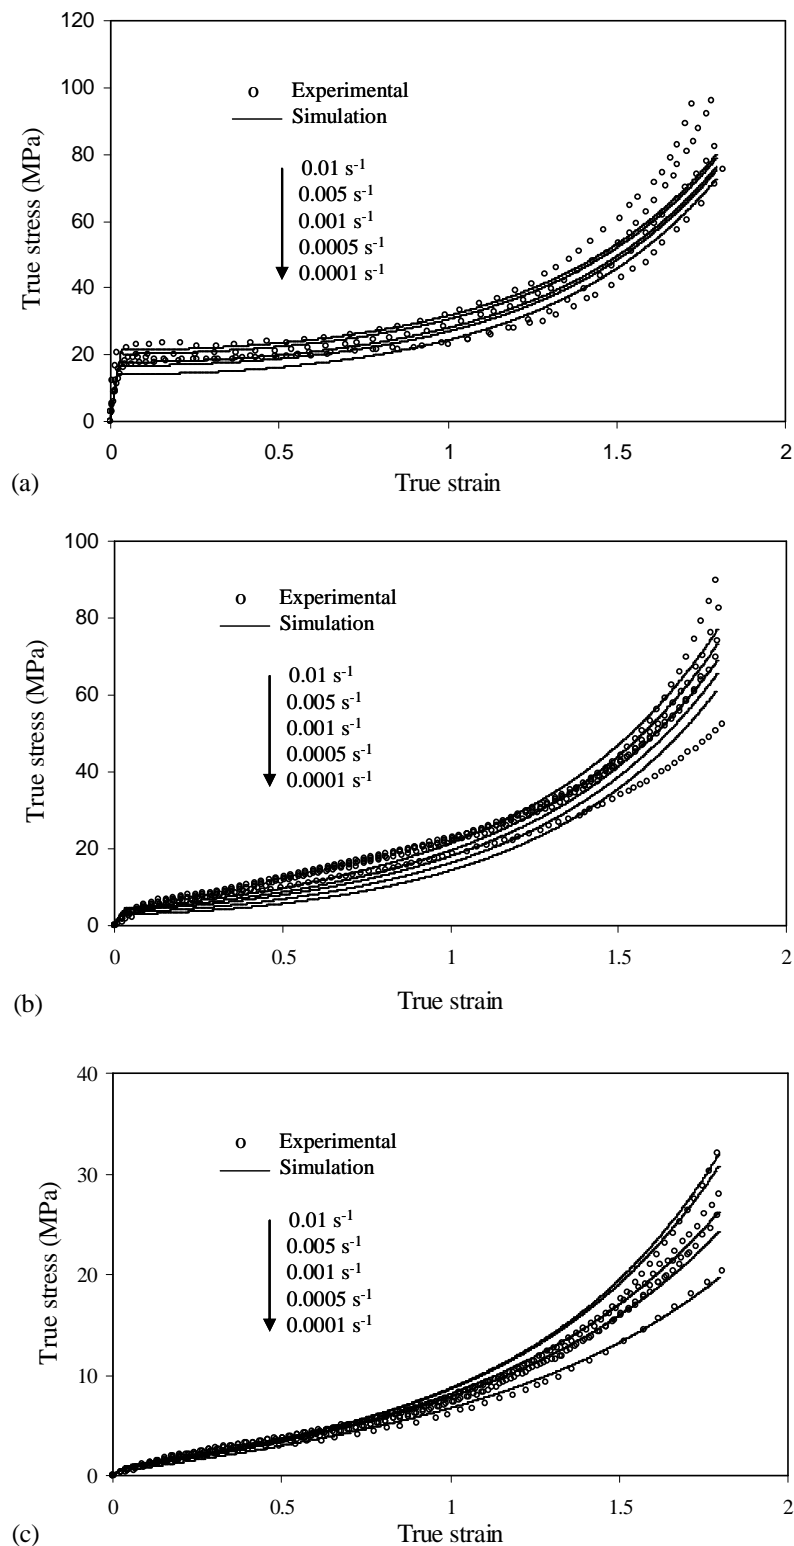 120
100
80
60
40
20
0
True stress (MPa)
Experimental
Simulation
0.01 s-1
0.005 s-1
0.001 s-1
0.0005 s-1
0.0001 s-1
0 0.5 1 1.5 2
(a) True strain
100
80
60
40
20
0
True stress (MPa)
Experimental
Simulation
0.01 s-1
0.005 s-1
0.001 s-1
0.0005 s-1
0.0001 s-1
0 0.5 1 1.5 2
(b) True strain
40
30
20
10
0
True stress (MPa)
Experimental
Simulation
0.01 s-1
0.005 s-1
0.001 s-1
0.0005 s-1
0.0001 s-1
0 0.5 1 1.5 2
(c) True strain